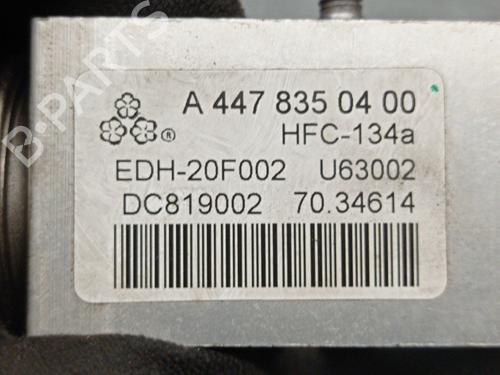 A 447 835 04 00
® HFC-134a
EDH-20F002 U63002
DC819002 70.34614
B-PARTS